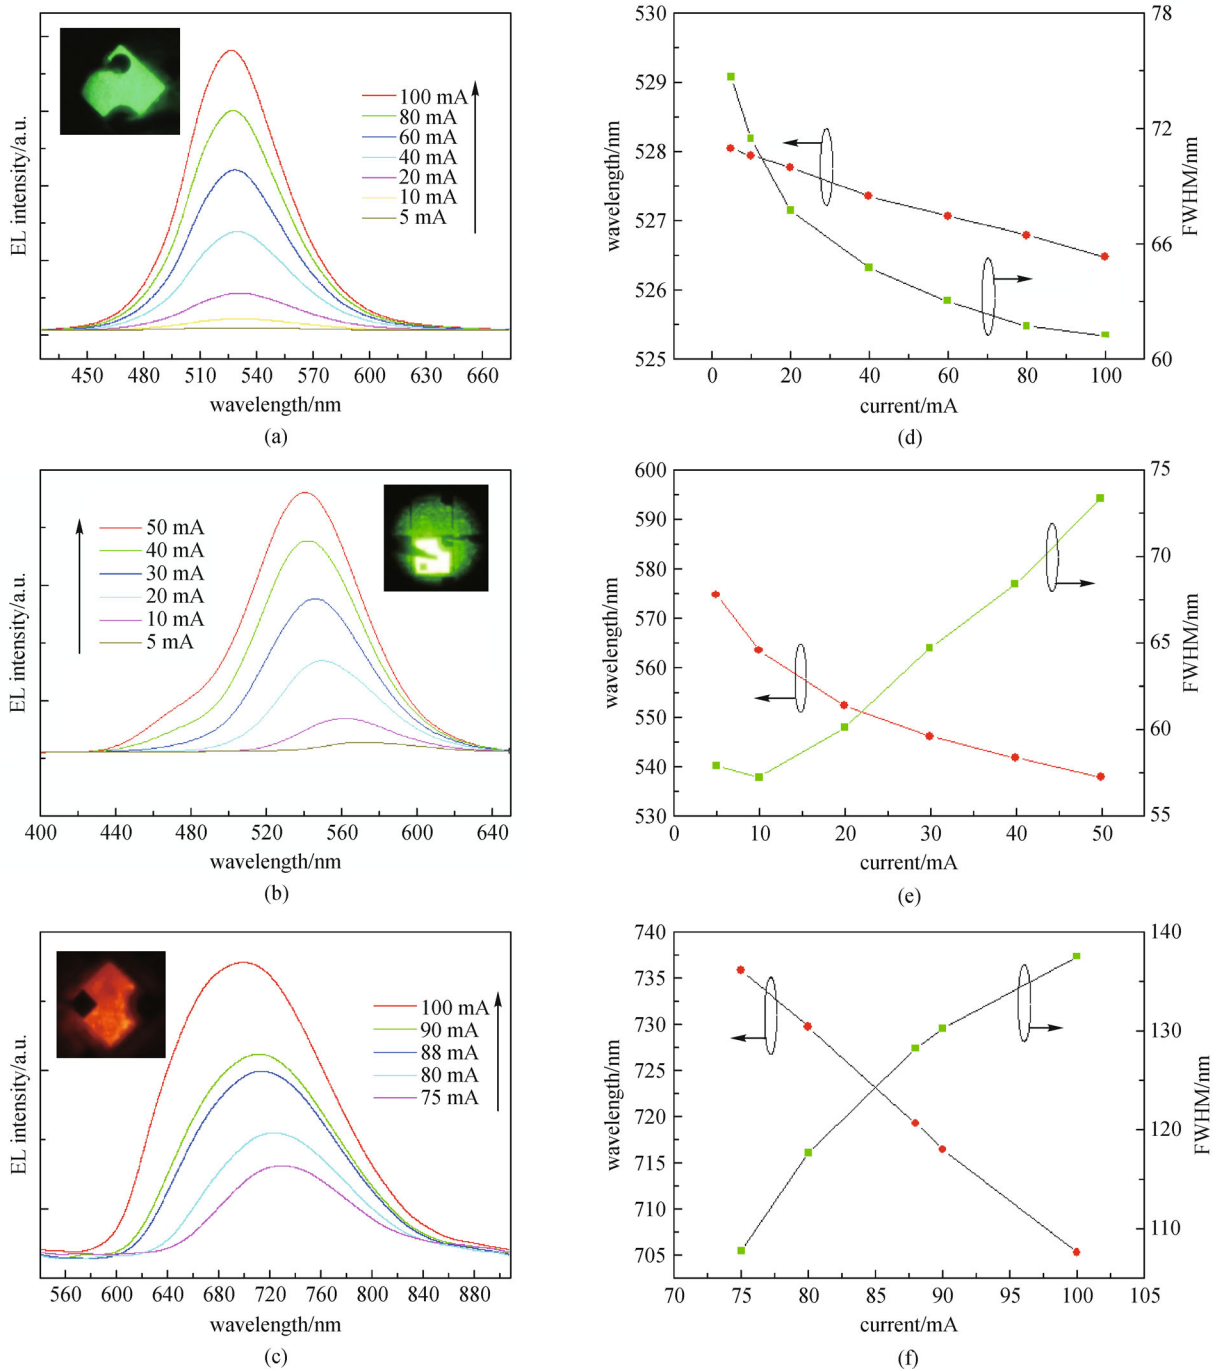 EL intensity/a.u.
100 mA
80 mA
60 mA
40 mA
20 mA
10 mA
5 mA
450 480 510 540 570 600 630 660
wavelength/nm
(a)
530
529
528
527
526
525
wavelength/nm
78
72
66
60
FWHM/nm
0 20 40 60 80 100
current/mA
(d)
EL intensity/a.u.
50 mA
40 mA
30 mA
20 mA
10 mA
5 mA
400 440 480 520 560 600 640
wavelength/nm
(b)
600
590
580
575
570
560
550
540
530
wavelength/nm
75
70
65
60
55
FWHM/nm
0 10 20 30 40 50
current/mA
(e)
EL intensity/a.u.
100 mA
90 mA
88 mA
80 mA
75 mA
560 600 640 680 720 760 800 840 880
wavelength/nm
(c)
740
735
730
725
720
715
710
705
wavelength/nm
140
130
120
110
FWHM/nm
70 75 80 85 90 95 100 105
current/mA
(f)